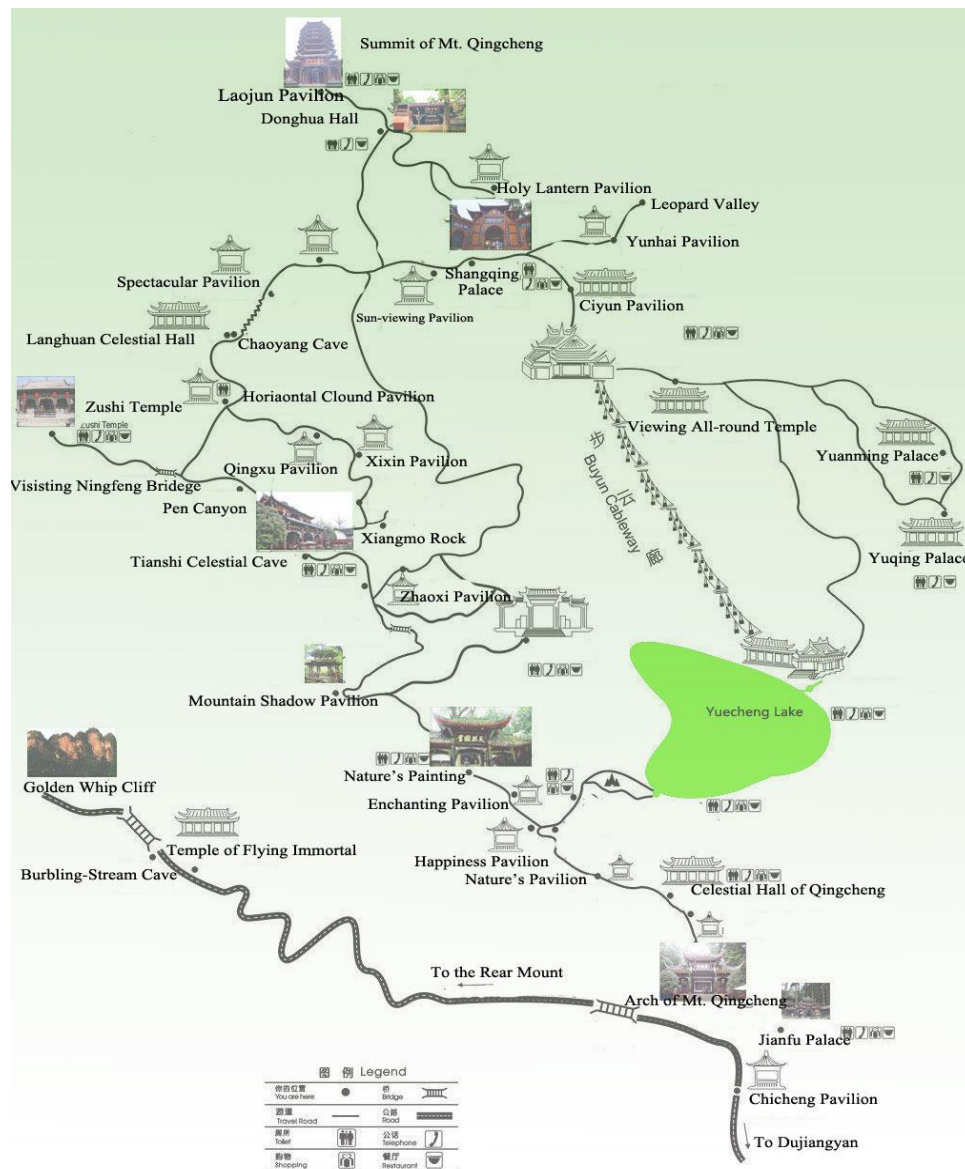 Summit of Mt. Qingcheng
Laojun Pavilion
Donghua Hall
Holy Lantern Pavilion
Leopard Valley
Yunhai Pavilion
Spectacular Pavilion
Shangqing
Palace
Ciyun Pavilion
Sun-viewing Pavilion
Langhuan Celestial Hall
Chaoyang Cave
Zushi Temple
Zushi Temple
Horiaontal Clound Pavilion
Viewing All-round Temple
Yuanming Palace
Qingxu Pavilion
Xixin Pavilion
步云廊
Buyun Cableway
Visisting Ningfeng Bridege
Pen Canyon
Xiangmo Rock
Yuqing Palace
Tianshi Celestial Cave
Zhaoxi Pavilion
Mountain Shadow Pavilion
Yuecheng Lake
Golden Whip Cliff
Nature's Painting
Enchanting Pavilion
Temple of Flying Immortal
Happiness Pavilion
Burbling-Stream Cave
Nature's Pavilion
Celestial Hall of Qingcheng
To the Rear Mount
Arch of Mt. Qingcheng
Jianfu Palace
Chicheng Pavilion
To Dujiangyan
图 例 Legend
你的位置
You are here
桥
Bridge
游道
Travel Road
公路
Road
厕所
Toilet
公话
Telephone
购物
Shopping
餐厅
Restaurant